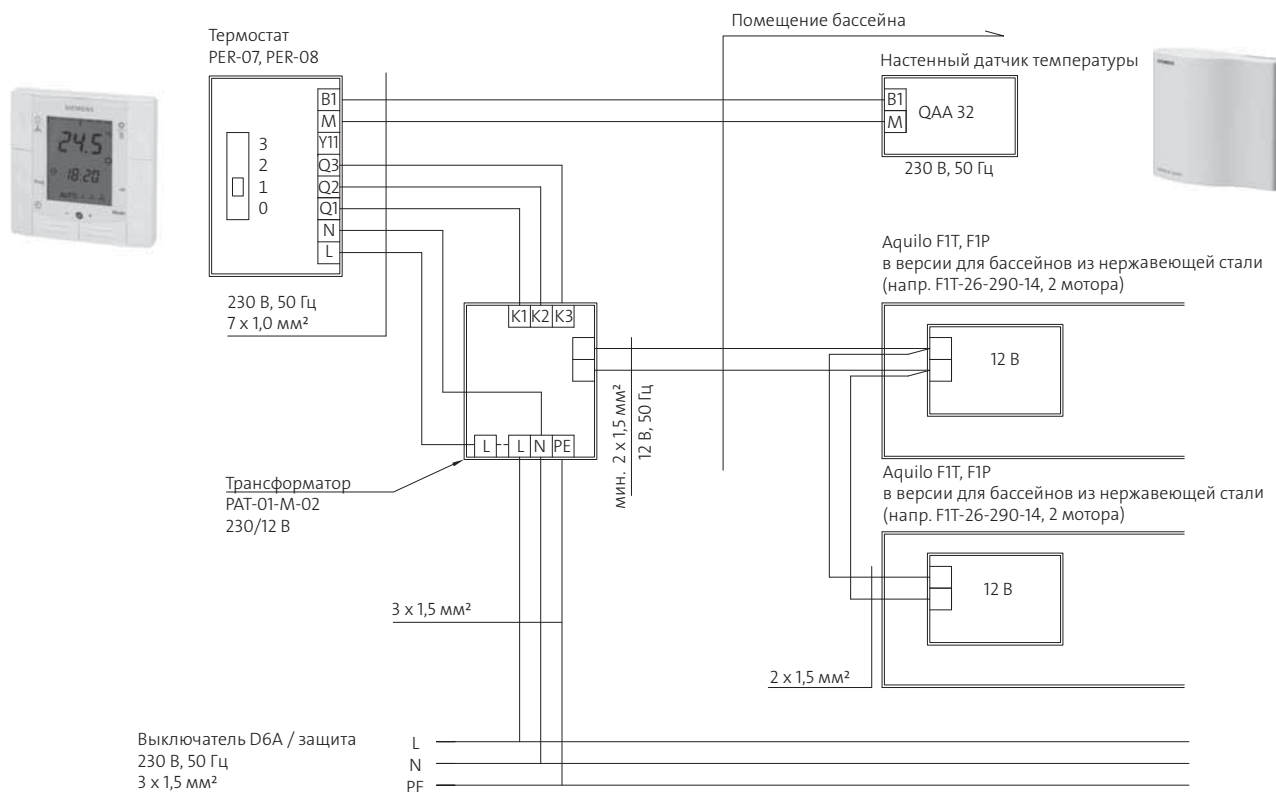 Помещение бассейна
Термостат
PER-07, PER-08
Настенный датчик температуры
SIEMENS
24.5
18:20
AUTO
B1
M
Y11
Q3
Q2
Q1
N
L
3
2
1
0
B1
M
QAA 32
230 В, 50 Гц
230 В, 50 Гц
7 x 1,0 мм²
Aquilo F1T, F1P
в версии для бассейнов из нержавеющей стали
(напр. F1T-26-290-14, 2 мотора)
K1 K2 K3
12 В
мин. 2 x 1,5 мм²
12 В, 50 Гц
L L N PE
Трансформатор
PAT-01-M-02
230/12 В
Aquilo F1T, F1P
в версии для бассейнов из нержавеющей стали
(напр. F1T-26-290-14, 2 мотора)
12 В
3 x 1,5 мм²
2 x 1,5 мм²
Выключатель D6A / защита
230 В, 50 Гц
3 x 1,5 мм²
L
N
PE